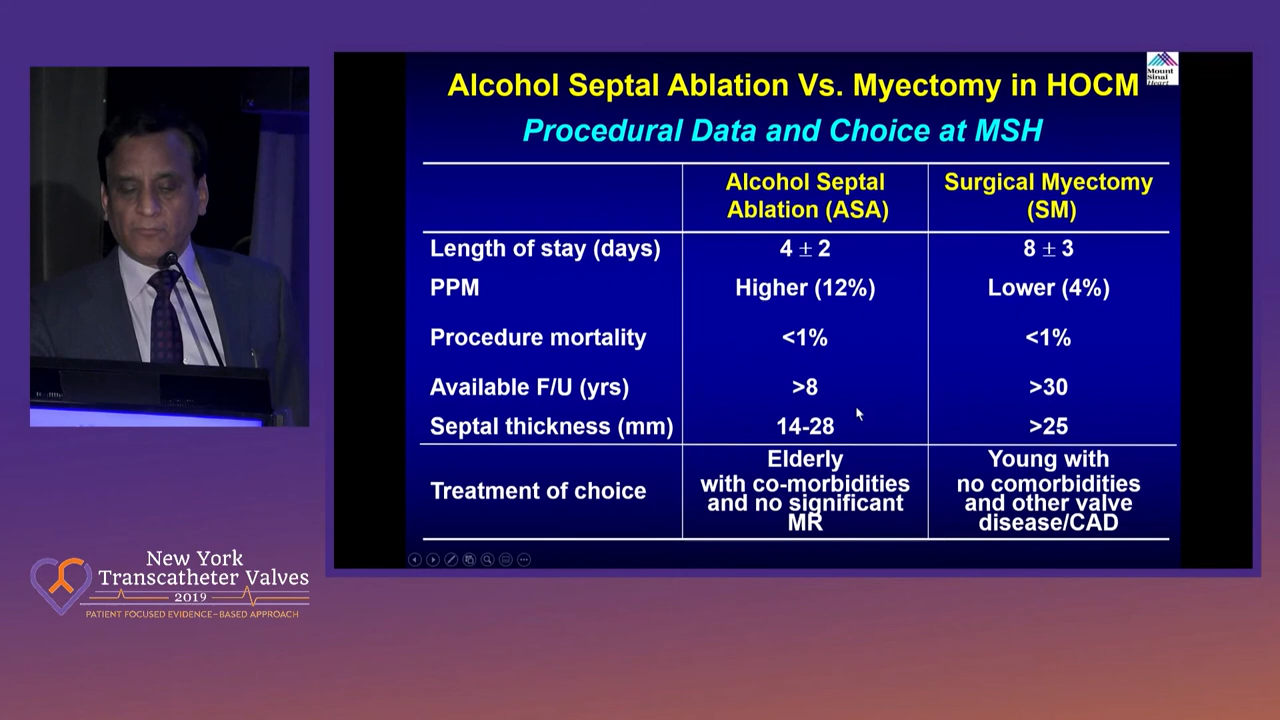 Alcohol Septal Ablation Vs. Myectomy in HOCM
Mount
Sinai
Heart
Procedural Data and Choice at MSH
Alcohol Septal
Ablation (ASA)
Surgical Myectomy
(SM)
Length of stay (days)
4 ± 2
8 ± 3
PPM
Higher (12%)
Lower (4%)
Procedure mortality
<1%
<1%
Available F/U (yrs)
>8
>30
Septal thickness (mm)
14-28
>25
Treatment of choice
Elderly
with co-morbidities
and no significant
MR
Young with
no comorbidities
and other valve
disease/CAD
New York
Transcatheter Valves
2019
PATIENT FOCUSED EVIDENCE-BASED APPROACH